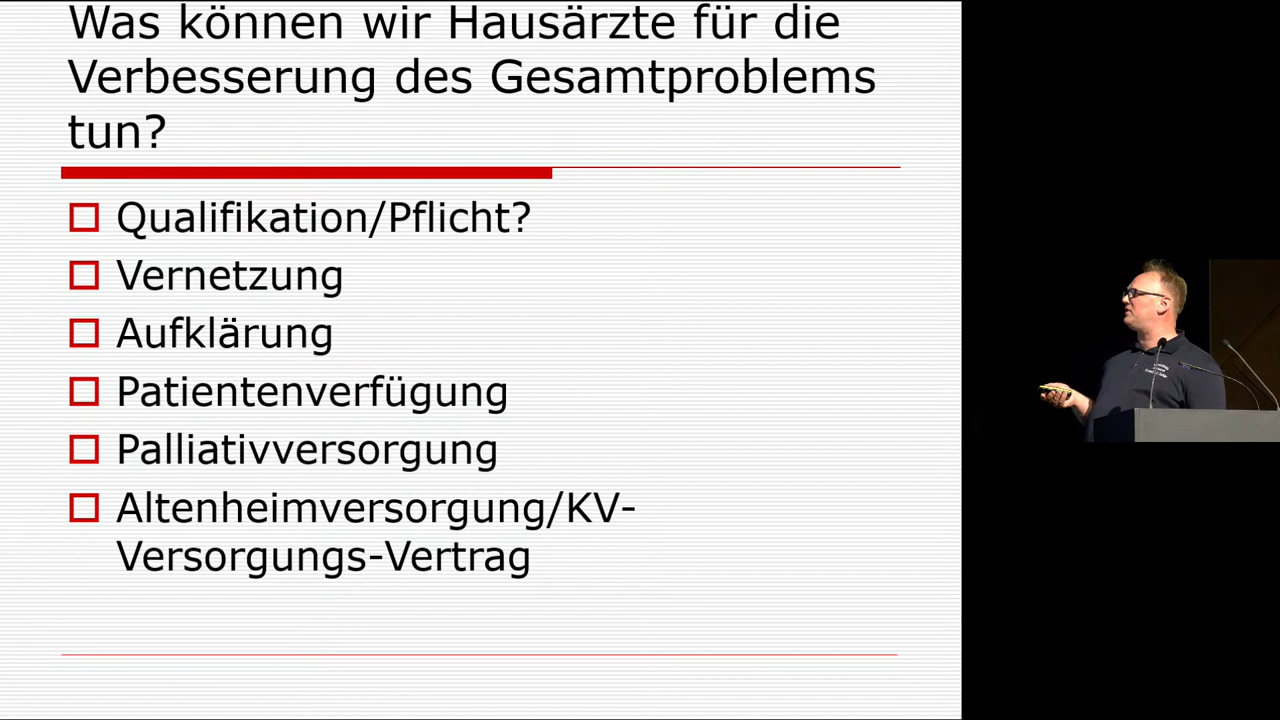 Was können wir Hausärzte für die
Verbesserung des Gesamtproblems
tun?
Qualifikation/Pflicht?
Vernetzung
Aufklärung
Patientenverfügung
Palliativversorgung
Altenheimversorgung/KV-
Versorgungs-Vertrag